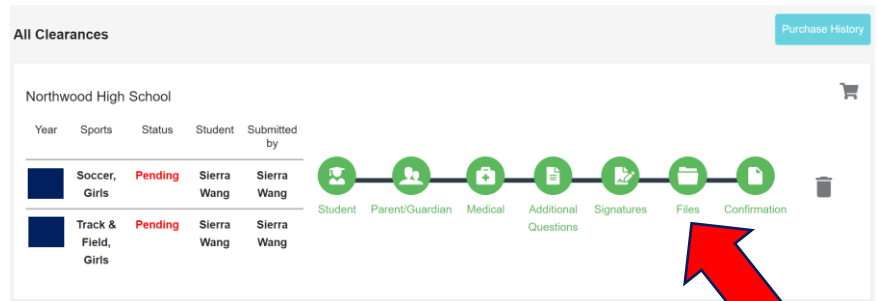 All Clearances
Purchase History
Northwood High School
Year Sports Status Student Submitted
by
Soccer,
Girls
Pending
Sierra
Wang
Sierra
Wang
Track &
Field,
Girls
Pending
Sierra
Wang
Sierra
Wang
Student Parent/Guardian Medical Additional
Questions
Signatures Files Confirmation